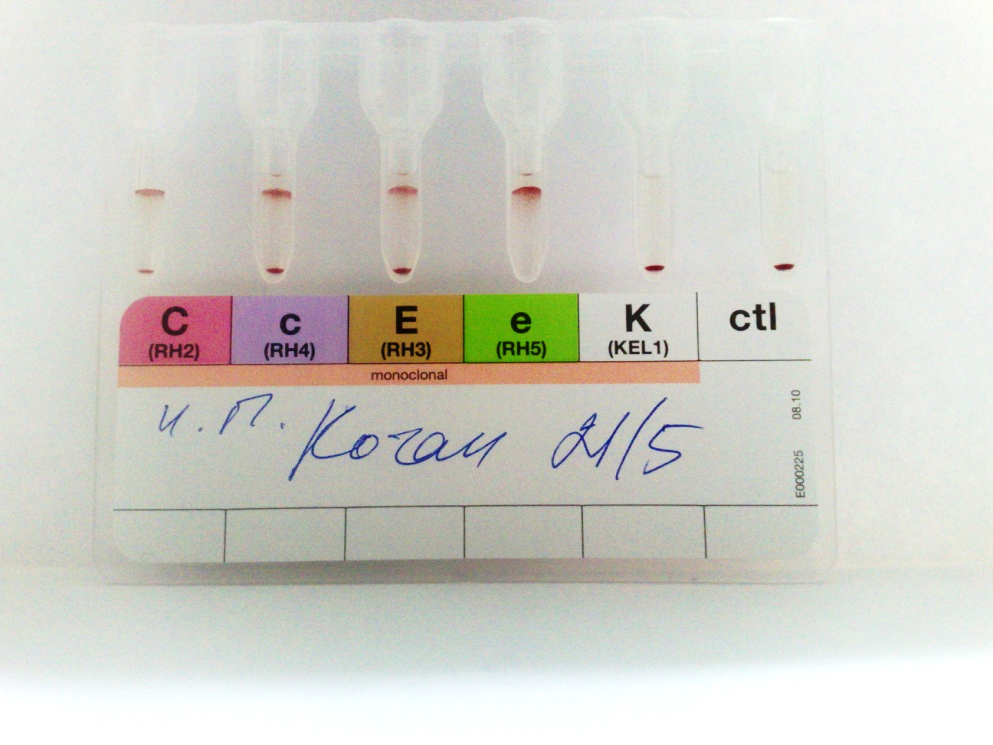 C c E e K ctl
(RH2) (RH4) (RH3) (RH5) (KEL1)
monoclonal
и.п. Коган 21/5
08.10
E000225